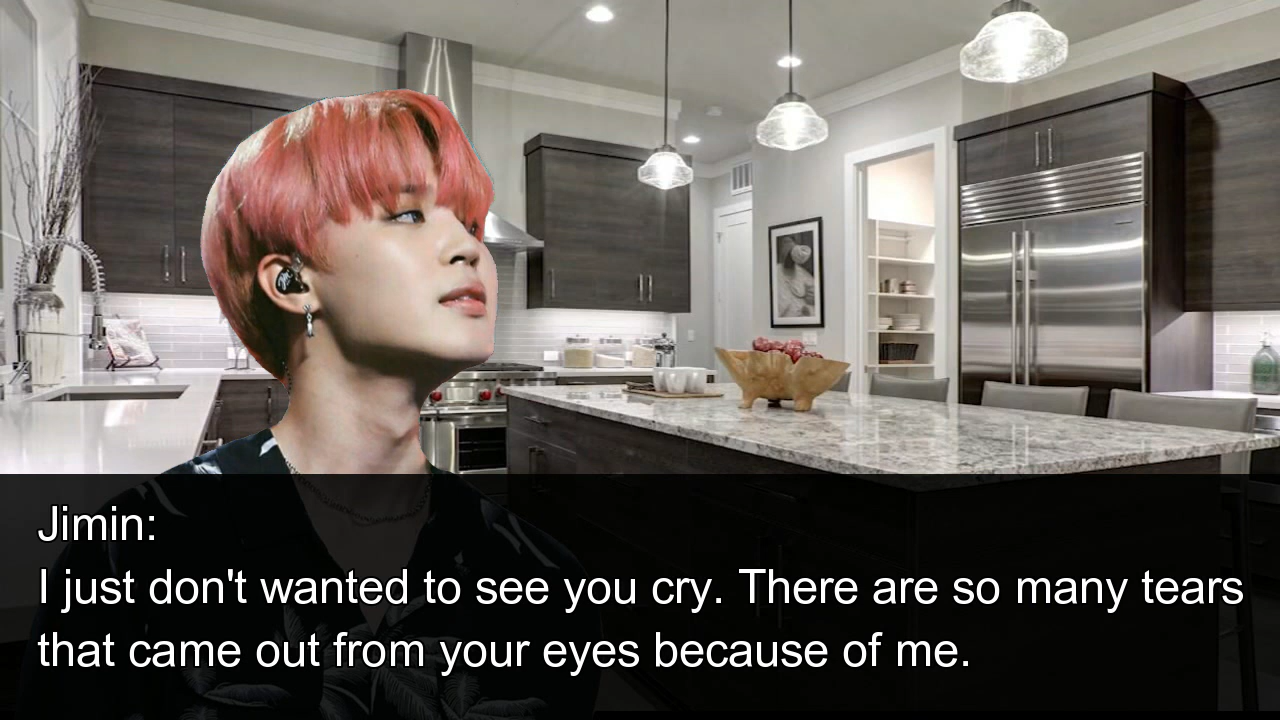 Jimin:
I just don't wanted to see you cry. There are so many tears
that came out from your eyes because of me.